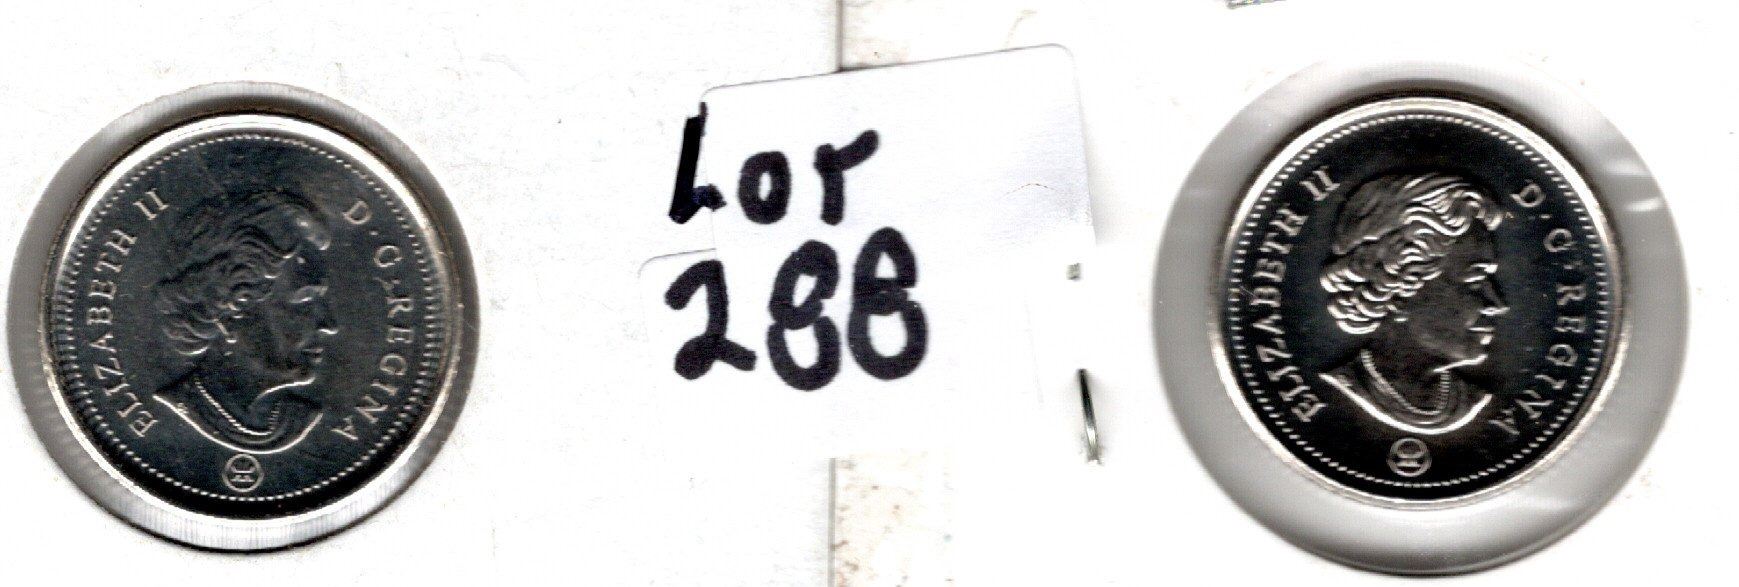 ELIZABETH II D·G·REGINA
Lot
288
ELIZABETH II D·G·REGINA